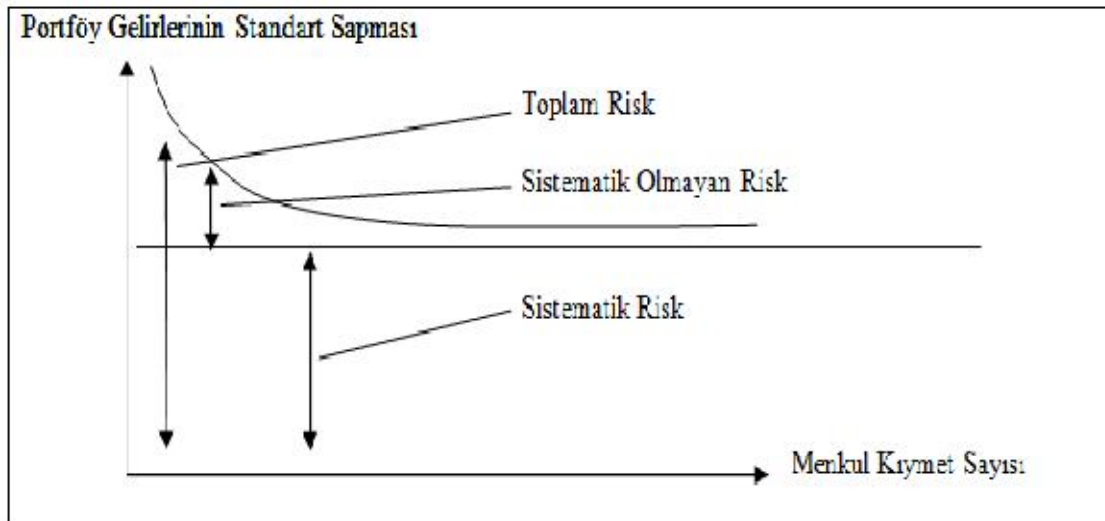 Portföy Gelirlerinin Standart Sapması
Toplam Risk
Sistematik Olmayan Risk
Sistematik Risk
Menkul Kıymet Sayısı